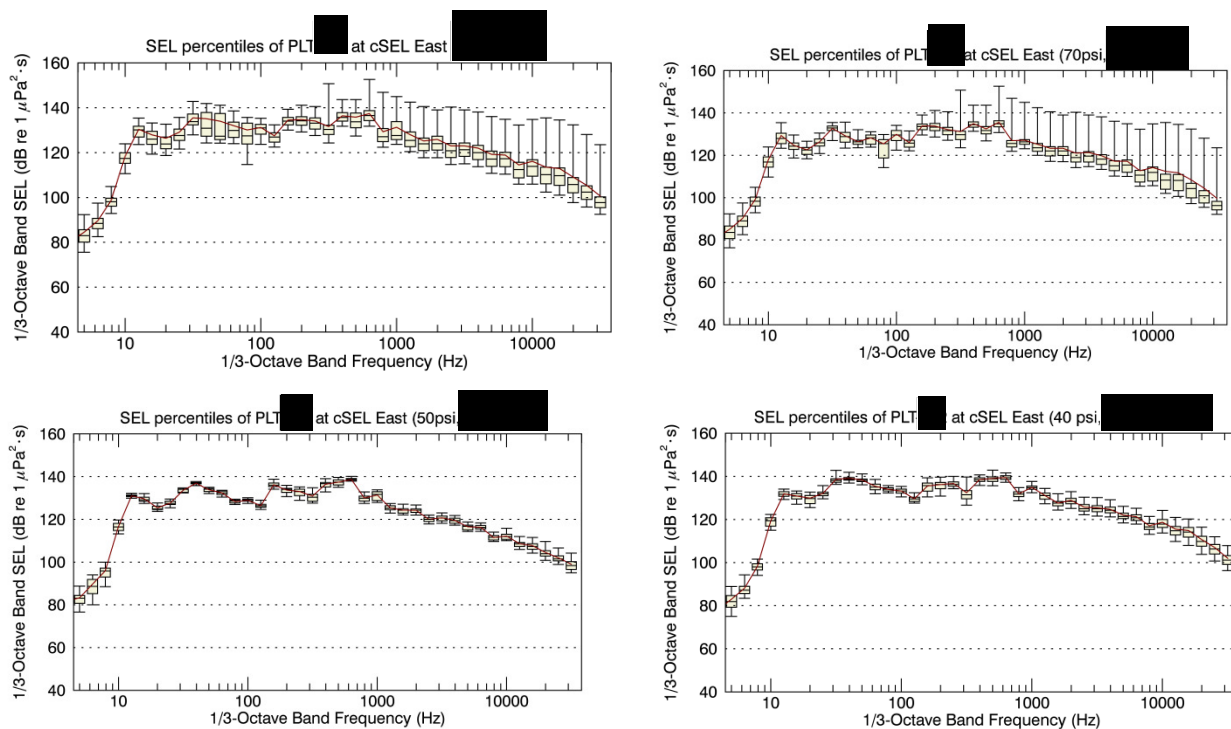 SEL percentiles of PLT at cSEL East
160
140
120
100
80
60
40
1/3-Octave Band SEL (dB re 1 μPa²·s)
10 100 1000 10000
1/3-Octave Band Frequency (Hz)
SEL percentiles of PLT at cSEL East (70psi,
160
140
120
100
80
60
40
1/3-Octave Band SEL (dB re 1 μPa²·s)
10 100 1000 10000
1/3-Octave Band Frequency (Hz)
SEL percentiles of PLT at cSEL East (50psi,
160
140
120
100
80
60
40
1/3-Octave Band SEL (dB re 1 μPa²·s)
10 100 1000 10000
1/3-Octave Band Frequency (Hz)
SEL percentiles of PLT at cSEL East (40 psi,
160
140
120
100
80
60
40
1/3-Octave Band SEL (dB re 1 μPa²·s)
10 100 1000 10000
1/3-Octave Band Frequency (Hz)